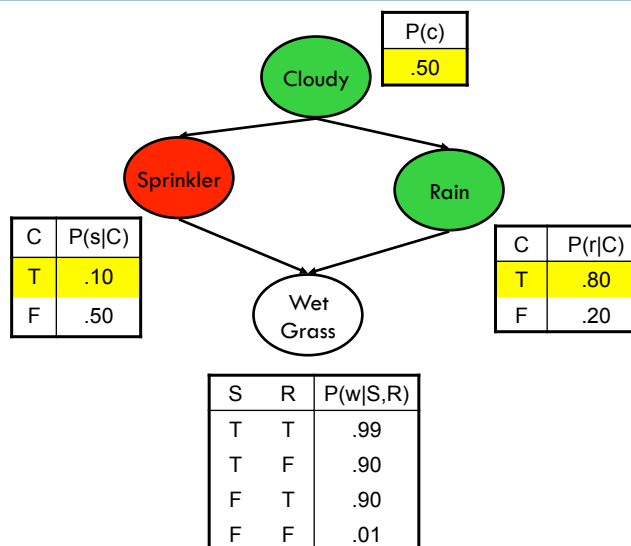 P(c)
.50
Cloudy
Sprinkler
Rain
C P(s|C)
T .10
F .50
C P(r|C)
T .80
F .20
Wet
Grass
S R P(w|S,R)
T T .99
T F .90
F T .90
F F .01